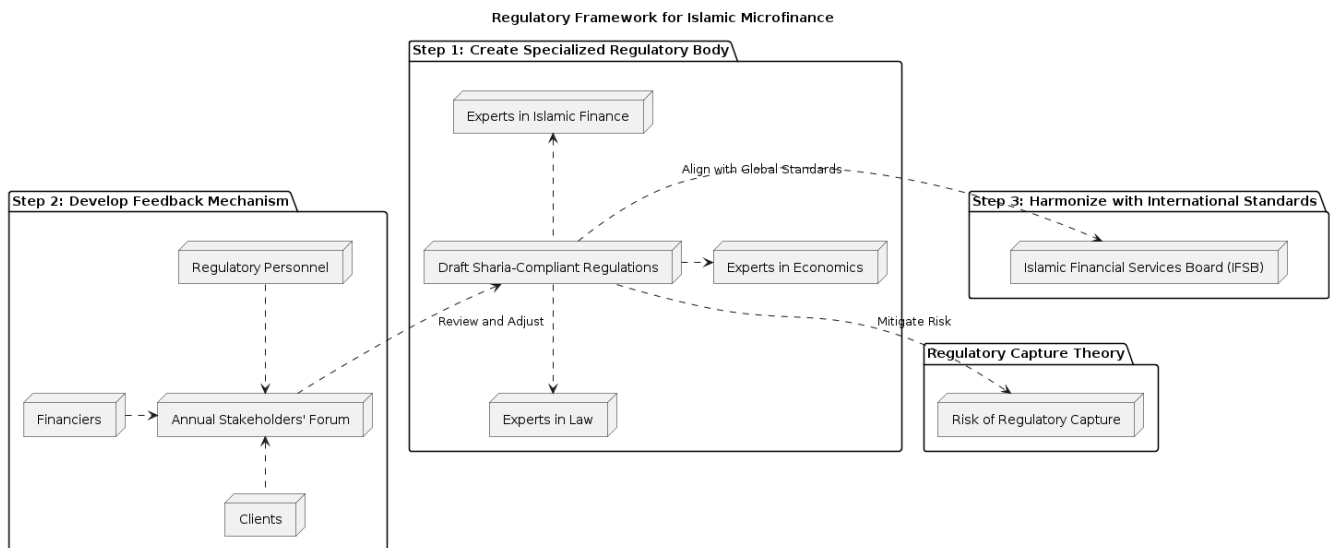 Regulatory Framework for Islamic Microfinance
Step 1: Create Specialized Regulatory Body
Experts in Islamic Finance
Align with Global Standards
Draft Sharia-Compliant Regulations
Experts in Economics
Experts in Law
Step 2: Develop Feedback Mechanism
Regulatory Personnel
Review and Adjust
Financiers
Annual Stakeholders' Forum
Clients
Step 3: Harmonize with International Standards
Islamic Financial Services Board (IFSB)
Mitigate Risk
Regulatory Capture Theory
Risk of Regulatory Capture